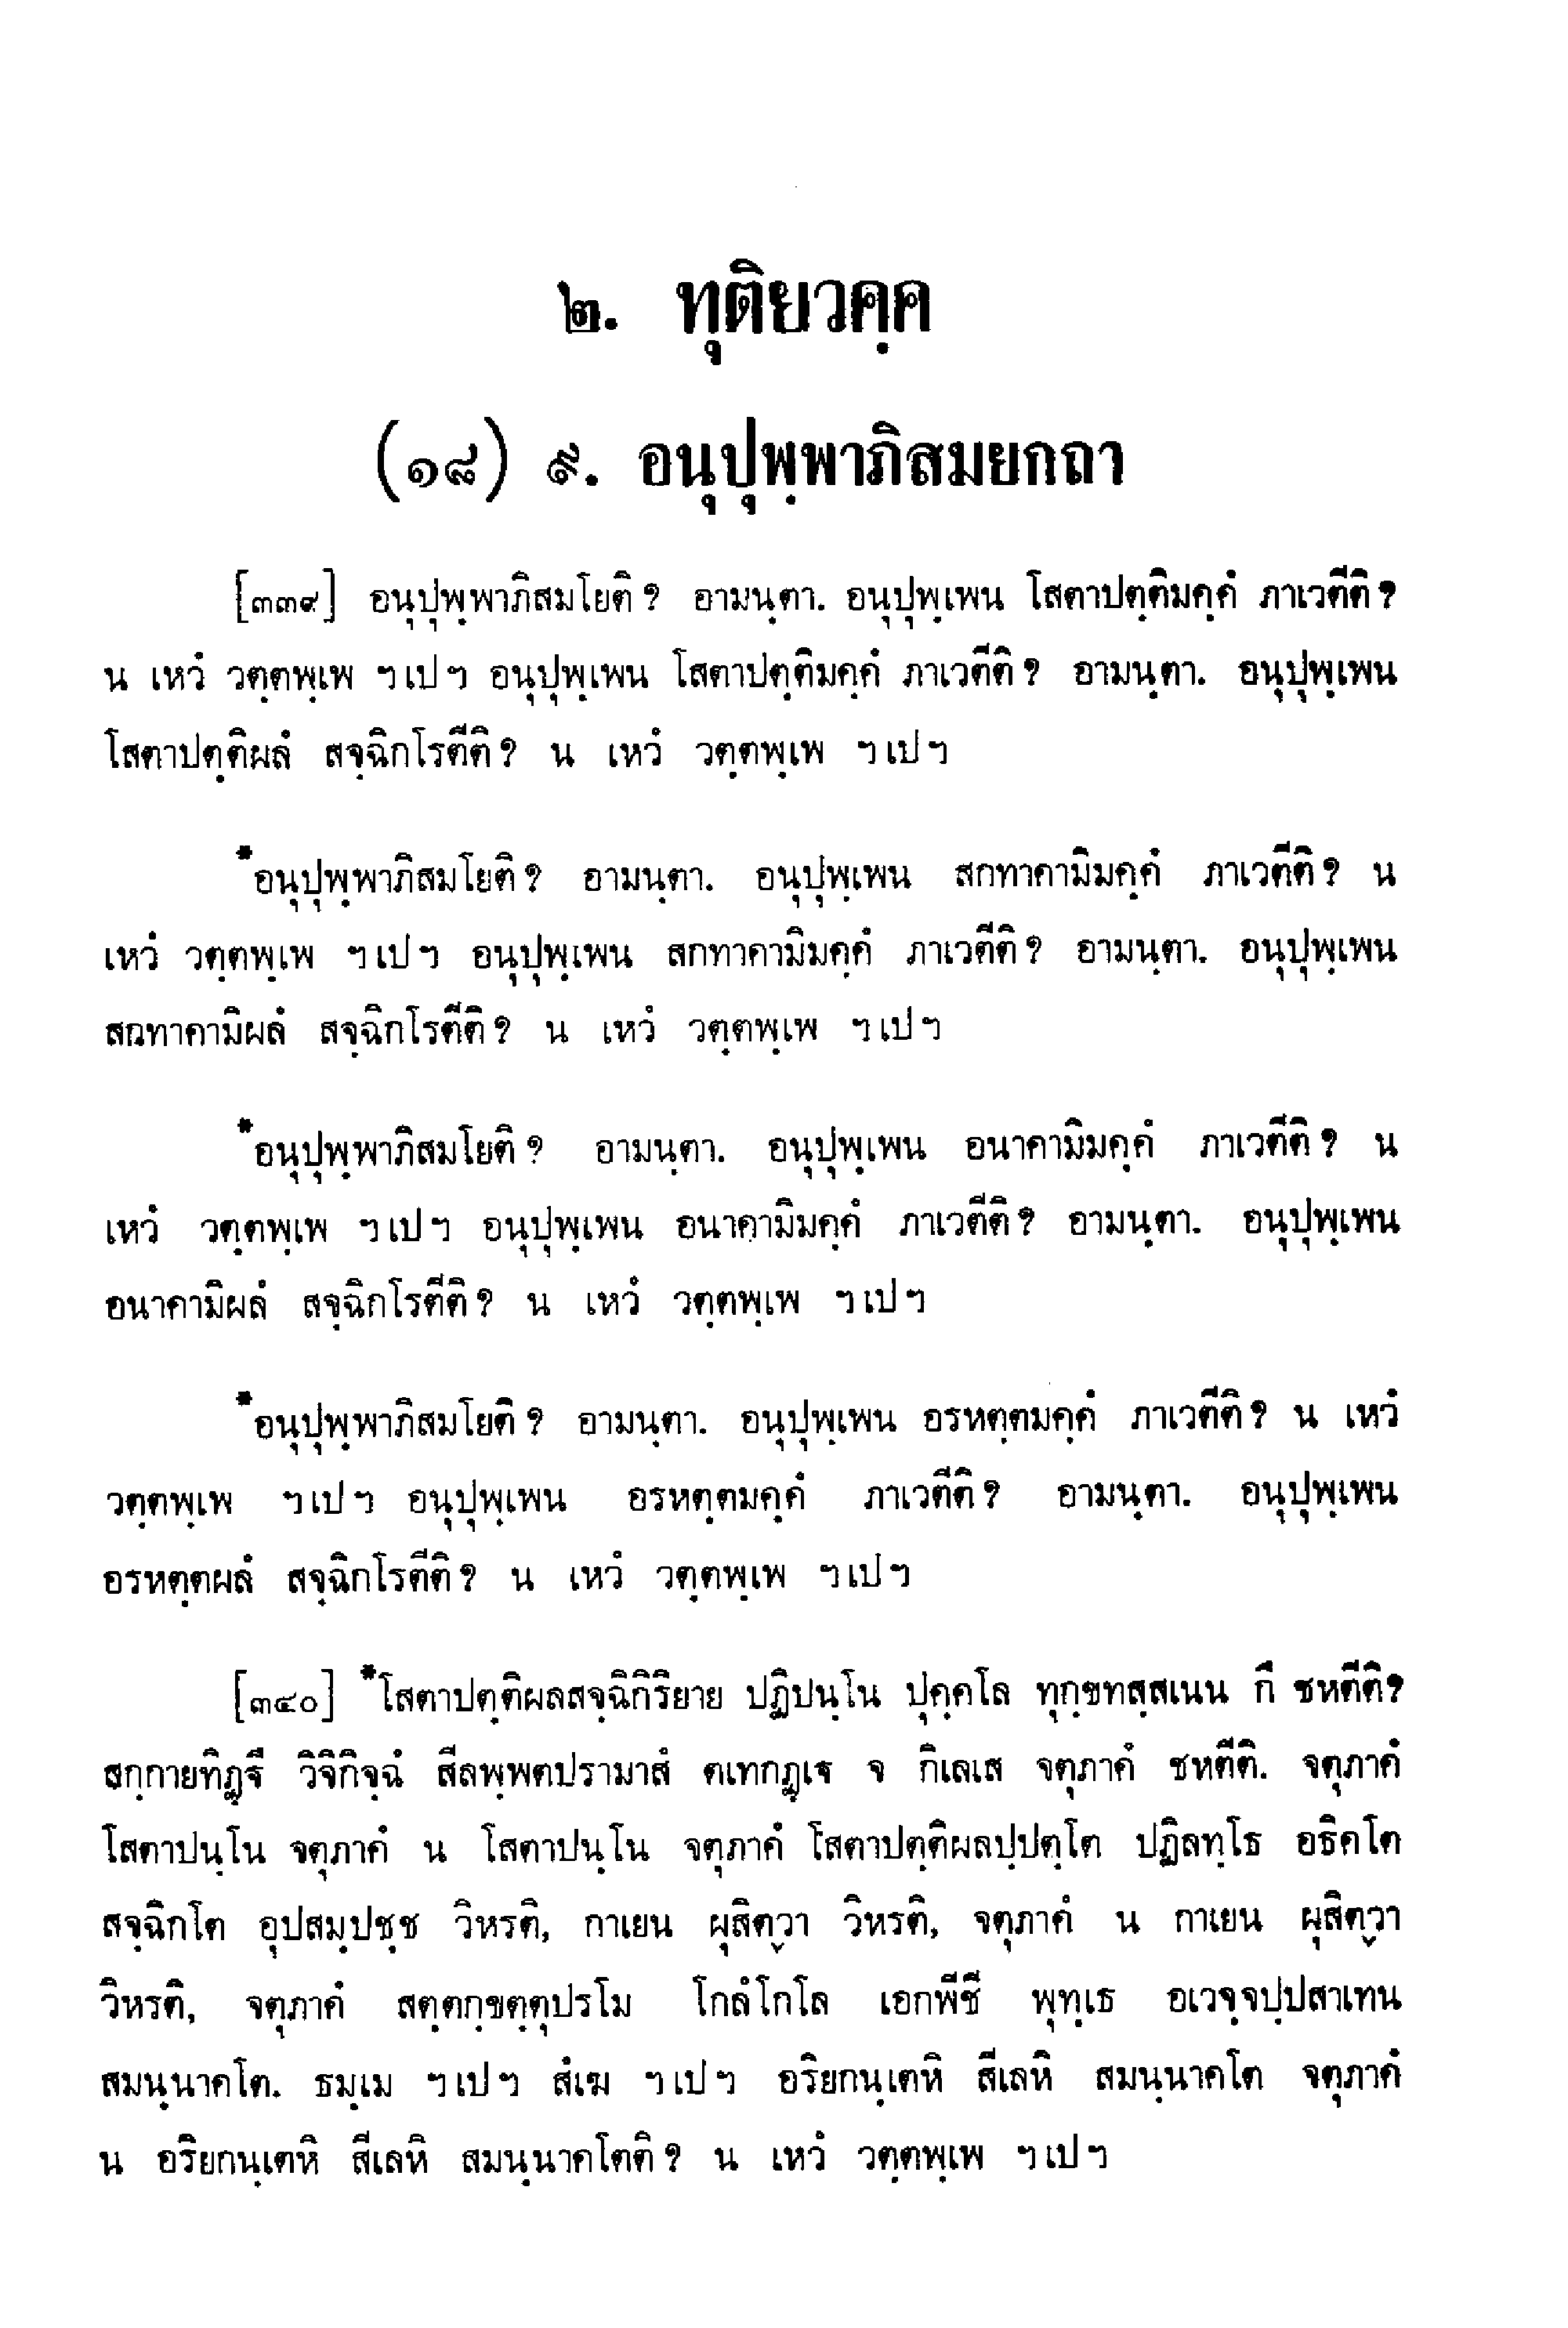 ๒. ทุติยวคฺค
(๑๘) ๙. อนุปุพฺพาภิสมยกถา
[๓๓๙] อนุปุพฺพาภิสมโยติ? อามนฺตา. อนุปุพฺเพน โสตาปตฺติมคฺคํ ภาเวตีติ?
น เหวํ วตฺตพฺเพ ฯ เป ฯ อนุปุพฺเพน โสตาปตฺติมคฺคํ ภาเวตีติ? อามนฺตา. อนุปุพฺเพน
โสตาปตฺติผลํ สจฺฉิกโรตีติ? น เหวํ วตฺตพฺเพ ฯ เป ฯ
*อนุปุพฺพาภิสมโยติ? อามนฺตา. อนุปุพฺเพน สกทาคามิมคฺคํ ภาเวตีติ? น
เหวํ วตฺตพฺเพ ฯ เป ฯ อนุปุพฺเพน สกทาคามิมคฺคํ ภาเวตีติ? อามนฺตา. อนุปุพฺเพน
สกทาคามิผลํ สจฺฉิกโรตีติ? น เหวํ วตฺตพฺเพ ฯ เป ฯ
*อนุปุพฺพาภิสมโยติ? อามนฺตา. อนุปุพฺเพน อนาคามิมคฺคํ ภาเวตีติ? น
เหวํ วตฺตพฺเพ ฯ เป ฯ อนุปุพฺเพน อนาคามิมคฺคํ ภาเวตีติ? อามนฺตา. อนุปุพฺเพน
อนาคามิผลํ สจฺฉิกโรตีติ? น เหวํ วตฺตพฺเพ ฯ เป ฯ
*อนุปุพฺพาภิสมโยติ? อามนฺตา. อนุปุพฺเพน อรหตฺตมคฺคํ ภาเวตีติ? น เหวํ
วตฺตพฺเพ ฯ เป ฯ อนุปุพฺเพน อรหตฺตมคฺคํ ภาเวตีติ? อามนฺตา. อนุปุพฺเพน
อรหตฺตผลํ สจฺฉิกโรตีติ? น เหวํ วตฺตพฺเพ ฯ เป ฯ
[๓๔๐] *โสตาปตฺติผลสจฺฉิกิริยาย ปฏิปนฺโน ปุคฺคโล ทุกฺขทสฺสเนน กึ ชหตีติ?
สกฺกายทิฏฺฐึ วิจิกิจฺฉํ สีลพฺพตปรามาสํ ตเทกฏฺเฐ จ กิเลเส จตุภาคํ ชหตีติ. จตุภาคํ
โสตาปนฺโน จตุภาคํ น โสตาปนฺโน จตุภาคํ โสตาปตฺติผลปฺปตฺโต ปฏิลทฺโธ อธิคโต
สจฺฉิกโต อุปสมฺปชฺช วิหรติ, กาเยน ผุสิตฺวา วิหรติ, จตุภาคํ น กาเยน ผุสิตฺวา
วิหรติ, จตุภาคํ สตฺตกฺขตฺตุปรโม โกลํโกโล เอกพีชี พุทฺเธ อเวจฺจปฺปสาเทน
สมนฺนาคโต. ธมฺเม ฯ เป ฯ สํเฆ ฯ เป ฯ อริยกนฺเตหิ สีเลหิ สมนฺนาคโต จตุภาคํ
น อริยกนฺเตหิ สีเลหิ สมนฺนาคโตติ? น เหวํ วตฺตพฺเพ ฯ เป ฯ